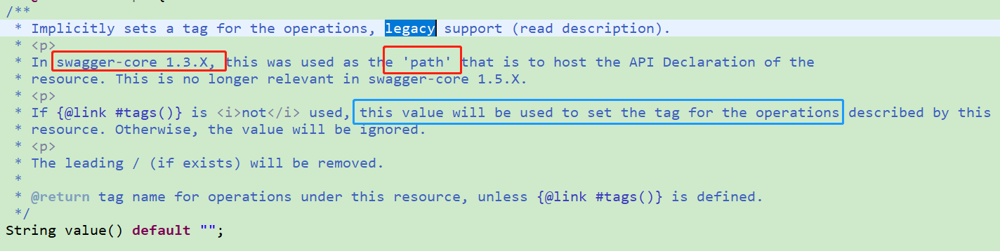 /**
 * Implicitly sets a tag for the operations, legacy support (read description).
 * <p>
 * In swagger-core 1.3.X, this was used as the 'path' that is to host the API Declaration of the
 * resource. This is no longer relevant in swagger-core 1.5.X.
 * <p>
 * If {@link #tags()} is <i>not</i> used, this value will be used to set the tag for the operations described by this
 * resource. Otherwise, the value will be ignored.
 * <p>
 * The leading / (if exists) will be removed.
 *
 * @return tag name for operations under this resource, unless {@link #tags()} is defined.
 */
String value() default "";